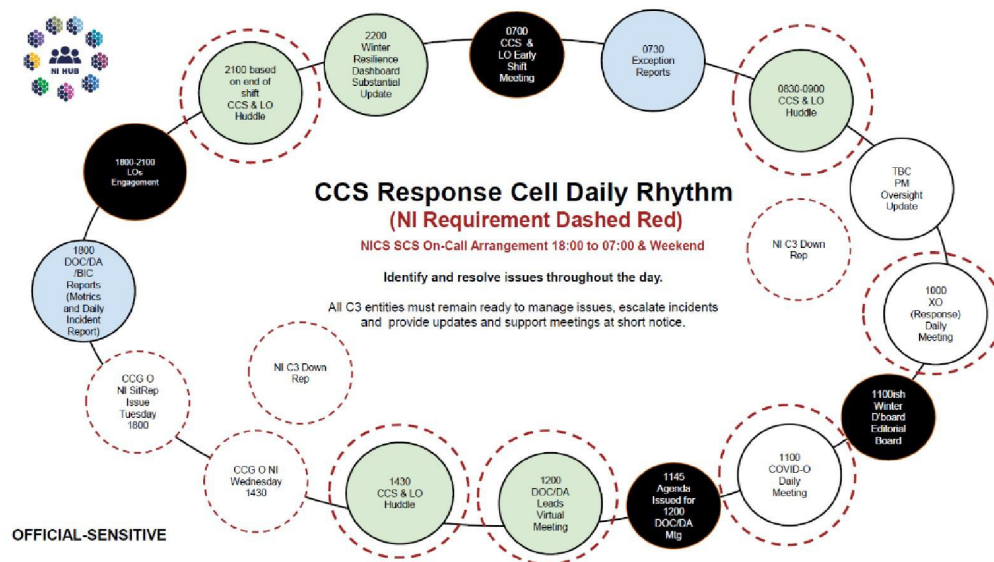 NI HUB
2100 based
on end of
shift
CCS & LO
Huddle
2200
Winter
Resilience
Dashboard
Substantial
Update
0700
CCS &
LO Early
Shift
Meeting
0730
Exception
Reports
0830-0900
CCS & LO
Huddle
TBC
PM
Oversight
Update
1000
XO
(Response)
Daily
Meeting
1100ish
Winter
D'board
Editorial
Board
1100
COVID-O
Daily
Meeting
1145
Agenda
Issued for
1200
DOC/DA
Mtg
1200
DOC/DA
Leads
Virtual
Meeting
1430
CCS & LO
Huddle
CCG O NI
Wednesday
1430
CCG O
NI SitRep
Issue
Tuesday
1800
1800
DOC/DA
/BIC
Reports
(Metrics
and Daily
Incident
Report)
1800-2100
LOs
Engagement
CCS Response Cell Daily Rhythm
(NI Requirement Dashed Red)
NICS SCS On-Call Arrangement 18:00 to 07:00 & Weekend
Identify and resolve issues throughout the day.
All C3 entities must remain ready to manage issues, escalate incidents
and provide updates and support meetings at short notice.
NI C3 Down
Rep
NI C3 Down
Rep
OFFICIAL-SENSITIVE